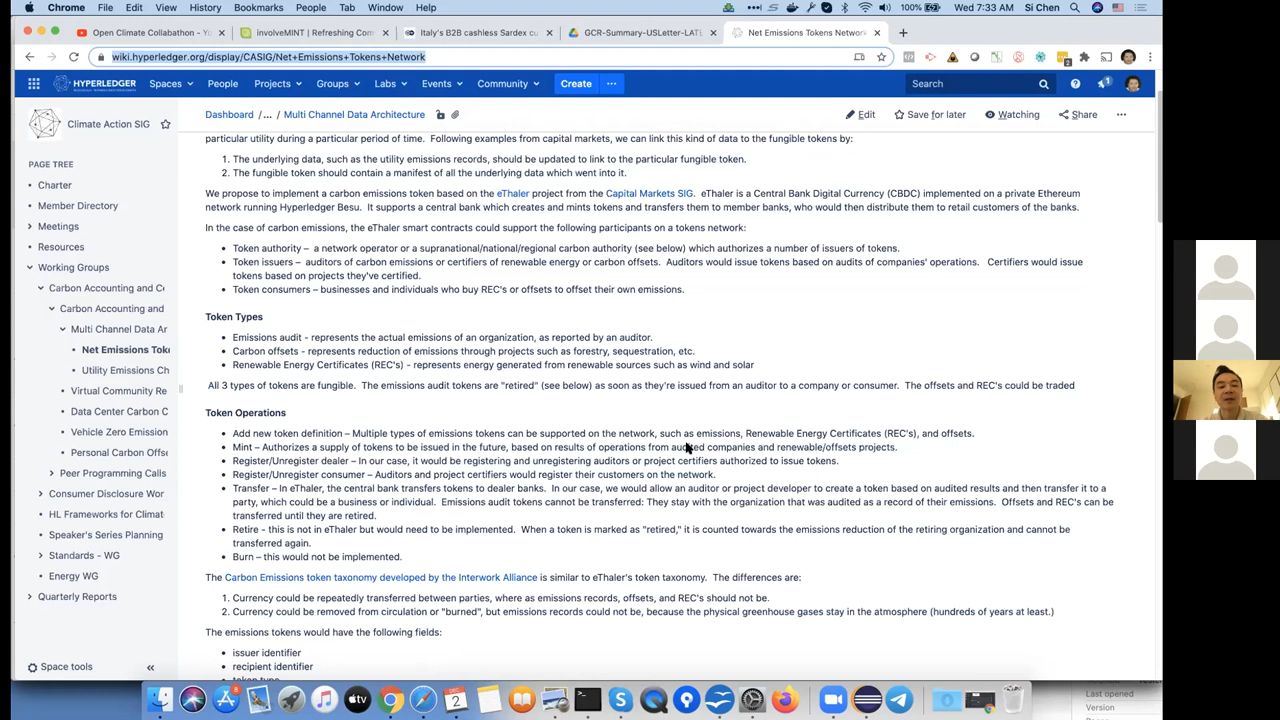 Chrome File Edit View History Bookmarks People Tab Window Help 100% Wed 7:33 AM Si Chen
Open Climate Collabathon - Yo
involveMINT | Refreshing Com
Italy's B2B cashless Sardex cu
GCR-Summary-USLetter-LATE
Net Emissions Tokens Network
wiki.hyperledger.org/display/CASIG/Net+Emissions+Tokens+Network
HYPERLEDGER Spaces People Projects Groups Labs Events Community Create ... Search
Climate Action SIG
PAGE TREE
Charter
Member Directory
Meetings
Resources
Working Groups
Carbon Accounting and Ce
Carbon Accounting and
Multi Channel Data Ar
Net Emissions Toke
Utility Emissions Ch
Virtual Community Re
Data Center Carbon C
Vehicle Zero Emission
Personal Carbon Offse
Peer Programming Calls
Consumer Disclosure Wor
HL Frameworks for Climat
Speaker's Series Planning
Standards - WG
Energy WG
Quarterly Reports
Space tools
Dashboard /... / Multi Channel Data Architecture Edit Save for later Watching Share ...
particular utility during a particular period of time. Following examples from capital markets, we can link this kind of data to the fungible tokens by:
1. The underlying data, such as the utility emissions records, should be updated to link to the particular fungible token.
2. The fungible token should contain a manifest of all the underlying data which went into it.
We propose to implement a carbon emissions token based on the eThaler project from the Capital Markets SIG. eThaler is a Central Bank Digital Currency (CBDC) implemented on a private Ethereum
network running Hyperledger Besu. It supports a central bank which creates and mints tokens and transfers them to member banks, who would then distribute them to retail customers of the banks.
In the case of carbon emissions, the eThaler smart contracts could support the following participants on a tokens network:
• Token authority – a network operator or a supranational/national/regional carbon authority (see below) which authorizes a number of issuers of tokens.
• Token issuers – auditors of carbon emissions or certifiers of renewable energy or carbon offsets. Auditors would issue tokens based on audits of companies' operations. Certifiers would issue
tokens based on projects they've certified.
• Token consumers – businesses and individuals who buy REC's or offsets to offset their own emissions.
Token Types
• Emissions audit - represents the actual emissions of an organization, as reported by an auditor.
• Carbon offsets - represents reduction of emissions through projects such as forestry, sequestration, etc.
• Renewable Energy Certificates (REC's) - represents energy generated from renewable sources such as wind and solar
All 3 types of tokens are fungible. The emissions audit tokens are "retired" (see below) as soon as they're issued from an auditor to a company or consumer. The offsets and REC's could be traded
Token Operations
• Add new token definition – Multiple types of emissions tokens can be supported on the network, such as emissions, Renewable Energy Certificates (REC's), and offsets.
• Mint – Authorizes a supply of tokens to be issued in the future, based on results of operations from audited companies and renewable/offsets projects.
• Register/Unregister dealer – In our case, it would be registering and unregistering auditors or project certifiers authorized to issue tokens.
• Register/Unregister consumer – Auditors and project certifiers would register their customers on the network.
• Transfer – In eThaler, the central bank transfers tokens to dealer banks. In our case, we would allow an auditor or project developer to create a token based on audited results and then transfer it to a
party, which could be a business or individual. Emissions audit tokens cannot be transferred: They stay with the organization that was audited as a record of their emissions. Offsets and REC's can be
transferred until they are retired.
• Retire - this is not in eThaler but would need to be implemented. When a token is marked as "retired," it is counted towards the emissions reduction of the retiring organization and cannot be
transferred again.
• Burn – this would not be implemented.
The Carbon Emissions token taxonomy developed by the Interwork Alliance is similar to eThaler's token taxonomy. The differences are:
1. Currency could be repeatedly transferred between parties, where as emissions records, offsets, and REC's should not be.
2. Currency could be removed from circulation or "burned", but emissions records could not be, because the physical greenhouse gases stay in the atmosphere (hundreds of years at least.)
The emissions tokens would have the following fields:
• issuer identifier
• recipient identifier
Last opened
Version